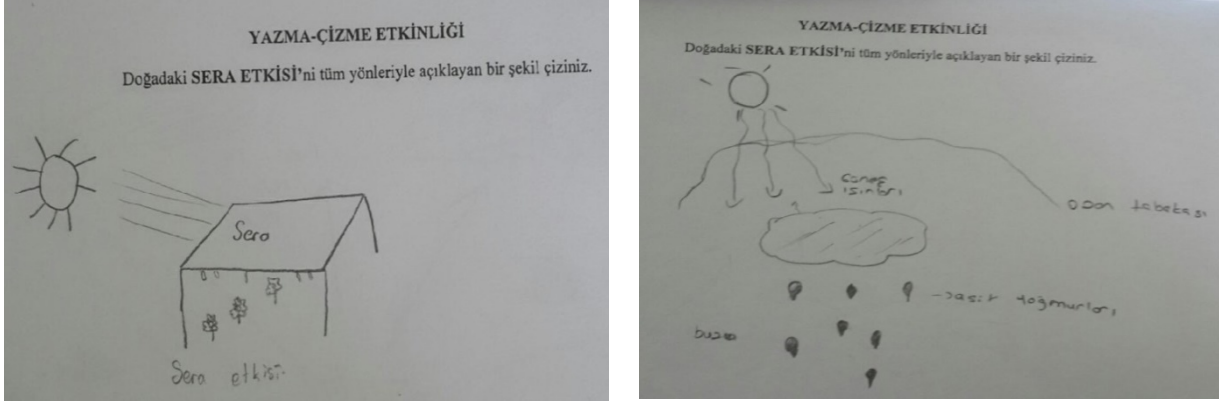 YAZMA-ÇİZME ETKİNLİĞİ
Doğadaki SERA ETKİSİ'ni tüm yönleriyle açıklayan bir şekil çiziniz.
Sera
Sera etkisi
YAZMA-ÇİZME ETKİNLİĞİ
Doğadaki SERA ETKİSİ'ni tüm yönleriyle açıklayan bir şekil çiziniz.
ışınları
ozon tabakası
yağmurları